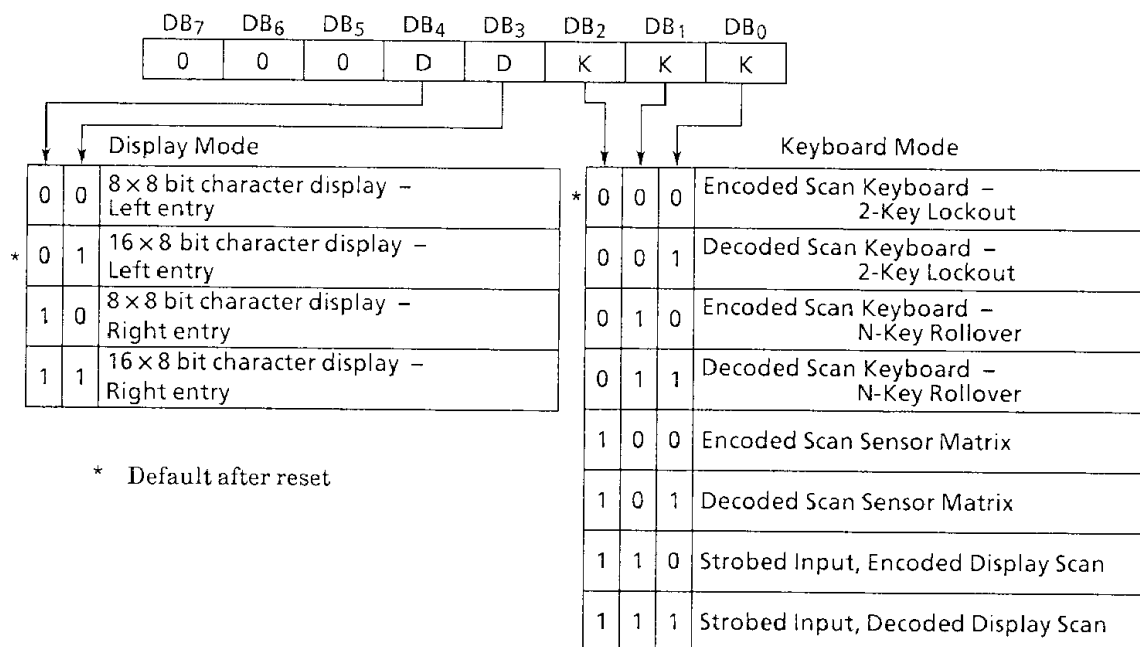 DB7 DB6 DB5 DB4 DB3 DB2 DB1 DB0
0 0 0 D D K K K
Display Mode
0 0 8 × 8 bit character display –
Left entry
* 0 1 16 × 8 bit character display –
Left entry
1 0 8 × 8 bit character display –
Right entry
1 1 16 × 8 bit character display –
Right entry
* Default after reset
Keyboard Mode
* 0 0 0 Encoded Scan Keyboard –
2-Key Lockout
0 0 1 Decoded Scan Keyboard –
2-Key Lockout
0 1 0 Encoded Scan Keyboard –
N-Key Rollover
0 1 1 Decoded Scan Keyboard –
N-Key Rollover
1 0 0 Encoded Scan Sensor Matrix
1 0 1 Decoded Scan Sensor Matrix
1 1 0 Strobed Input, Encoded Display Scan
1 1 1 Strobed Input, Decoded Display Scan